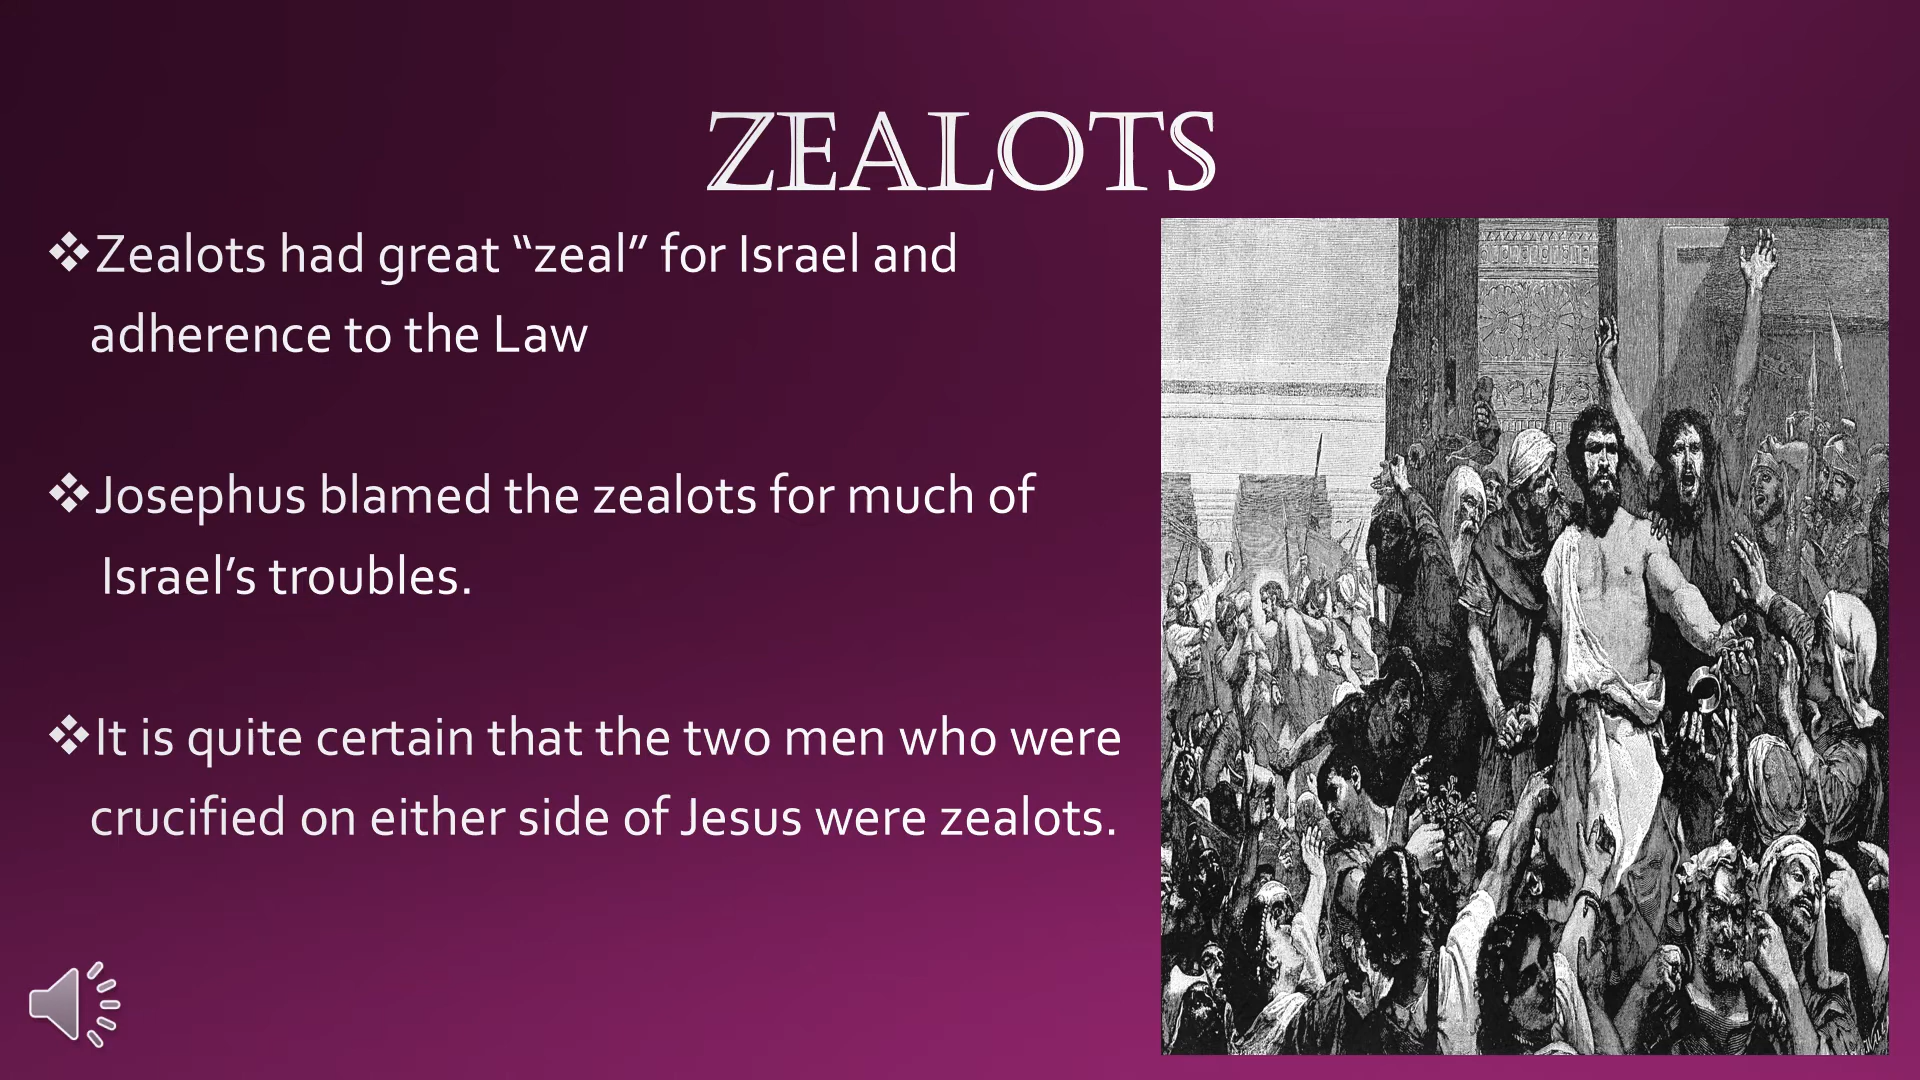 ZEALOTS
❖Zealots had great “zeal” for Israel and
adherence to the Law
❖Josephus blamed the zealots for much of
Israel’s troubles.
❖It is quite certain that the two men who were
crucified on either side of Jesus were zealots.